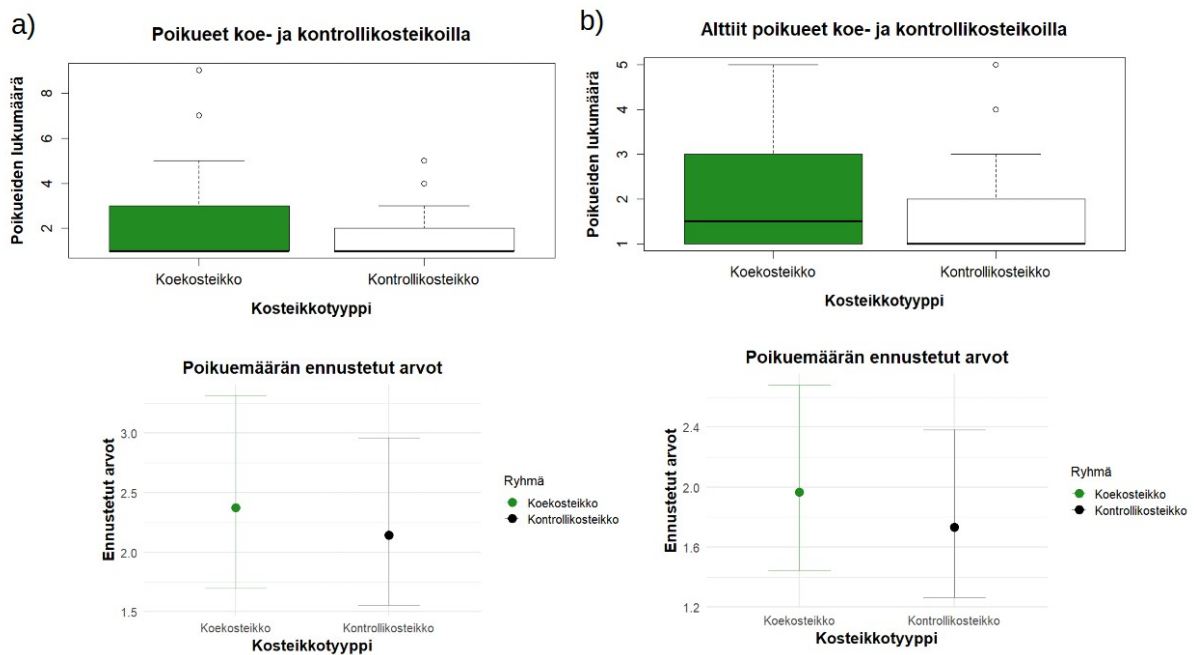 a)
Poikueet koe- ja kontrollikosteikoilla
Poikueiden lukumäärä
8
6
4
2
Koekosteikko
Kontrollikosteikko
Kosteikkotyyppi
b)
Alttiit poikueet koe- ja kontrollikosteikoilla
Poikueiden lukumäärä
5
4
3
2
1
Koekosteikko
Kontrollikosteikko
Kosteikkotyyppi
Poikuemäärän ennustetut arvot
Ennustetut arvot
3.0
2.5
2.0
1.5
Koekosteikko
Kontrollikosteikko
Kosteikkotyyppi
Ryhmä
Koekosteikko
Kontrollikosteikko
Poikuemäärän ennustetut arvot
Ennustetut arvot
2.4
2.0
1.6
1.2
Koekosteikko
Kontrollikosteikko
Kosteikkotyyppi
Ryhmä
Koekosteikko
Kontrollikosteikko